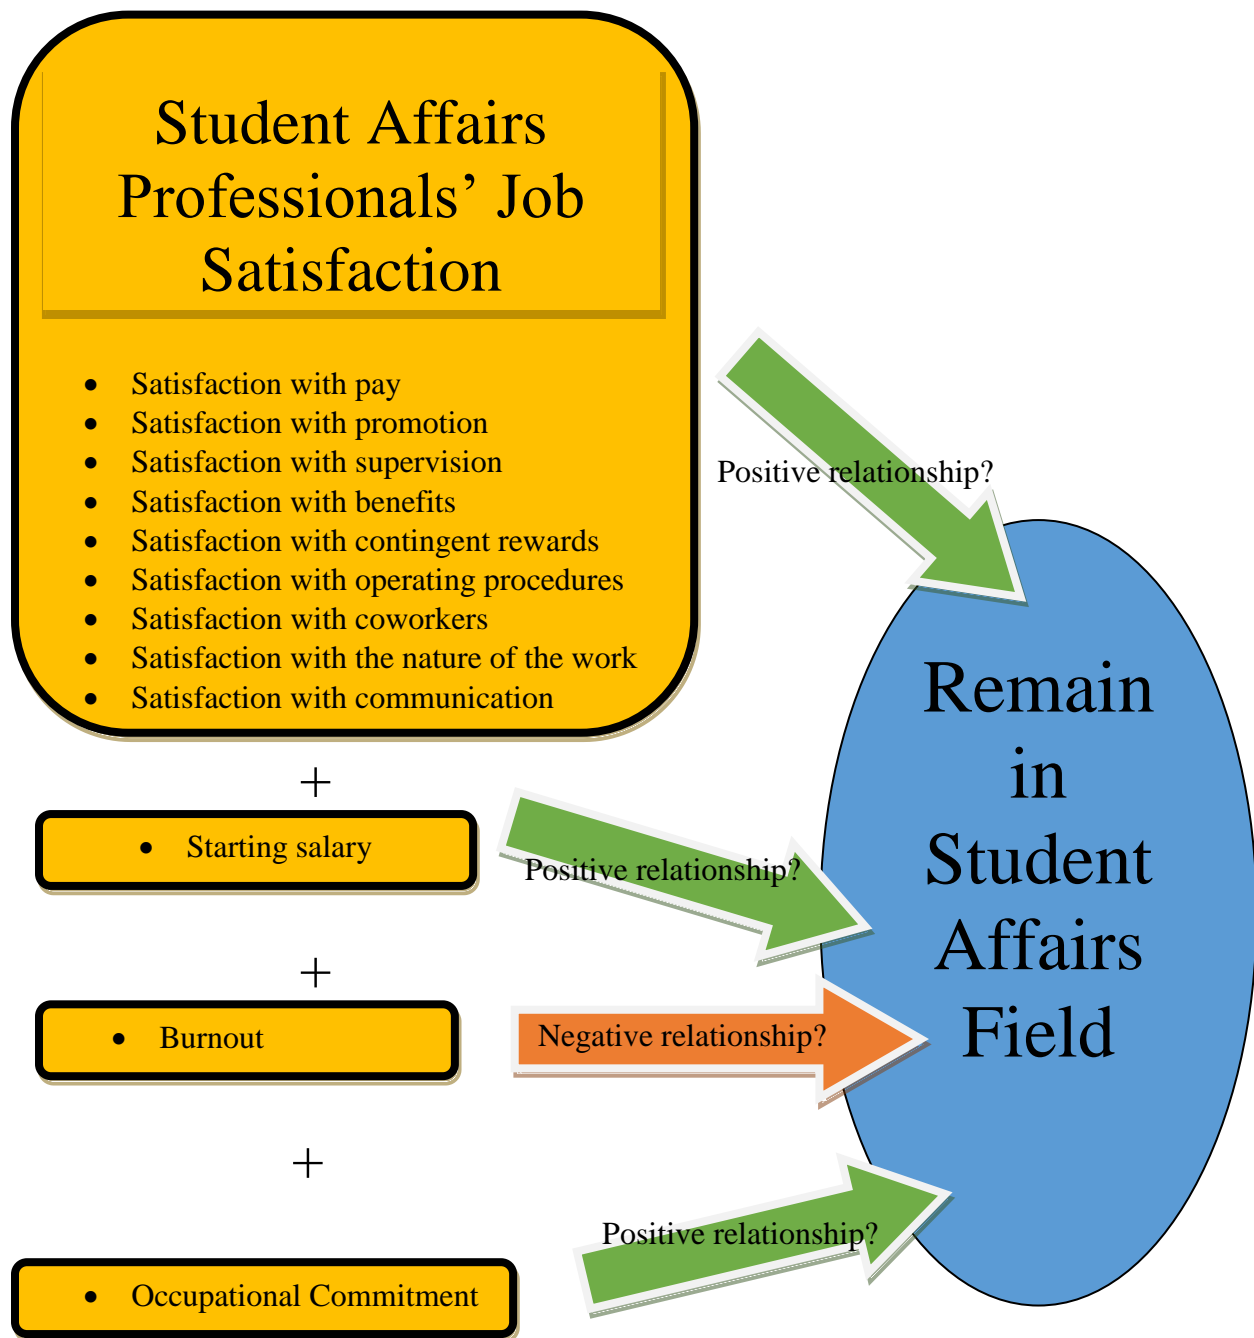 Student Affairs
Professionals’ Job
Satisfaction
• Satisfaction with pay
• Satisfaction with promotion
• Satisfaction with supervision
• Satisfaction with benefits
• Satisfaction with contingent rewards
• Satisfaction with operating procedures
• Satisfaction with coworkers
• Satisfaction with the nature of the work
• Satisfaction with communication
Positive relationship?
+
• Starting salary
Positive relationship?
+
• Burnout
Negative relationship?
+
• Occupational Commitment
Positive relationship?
Remain
in
Student
Affairs
Field